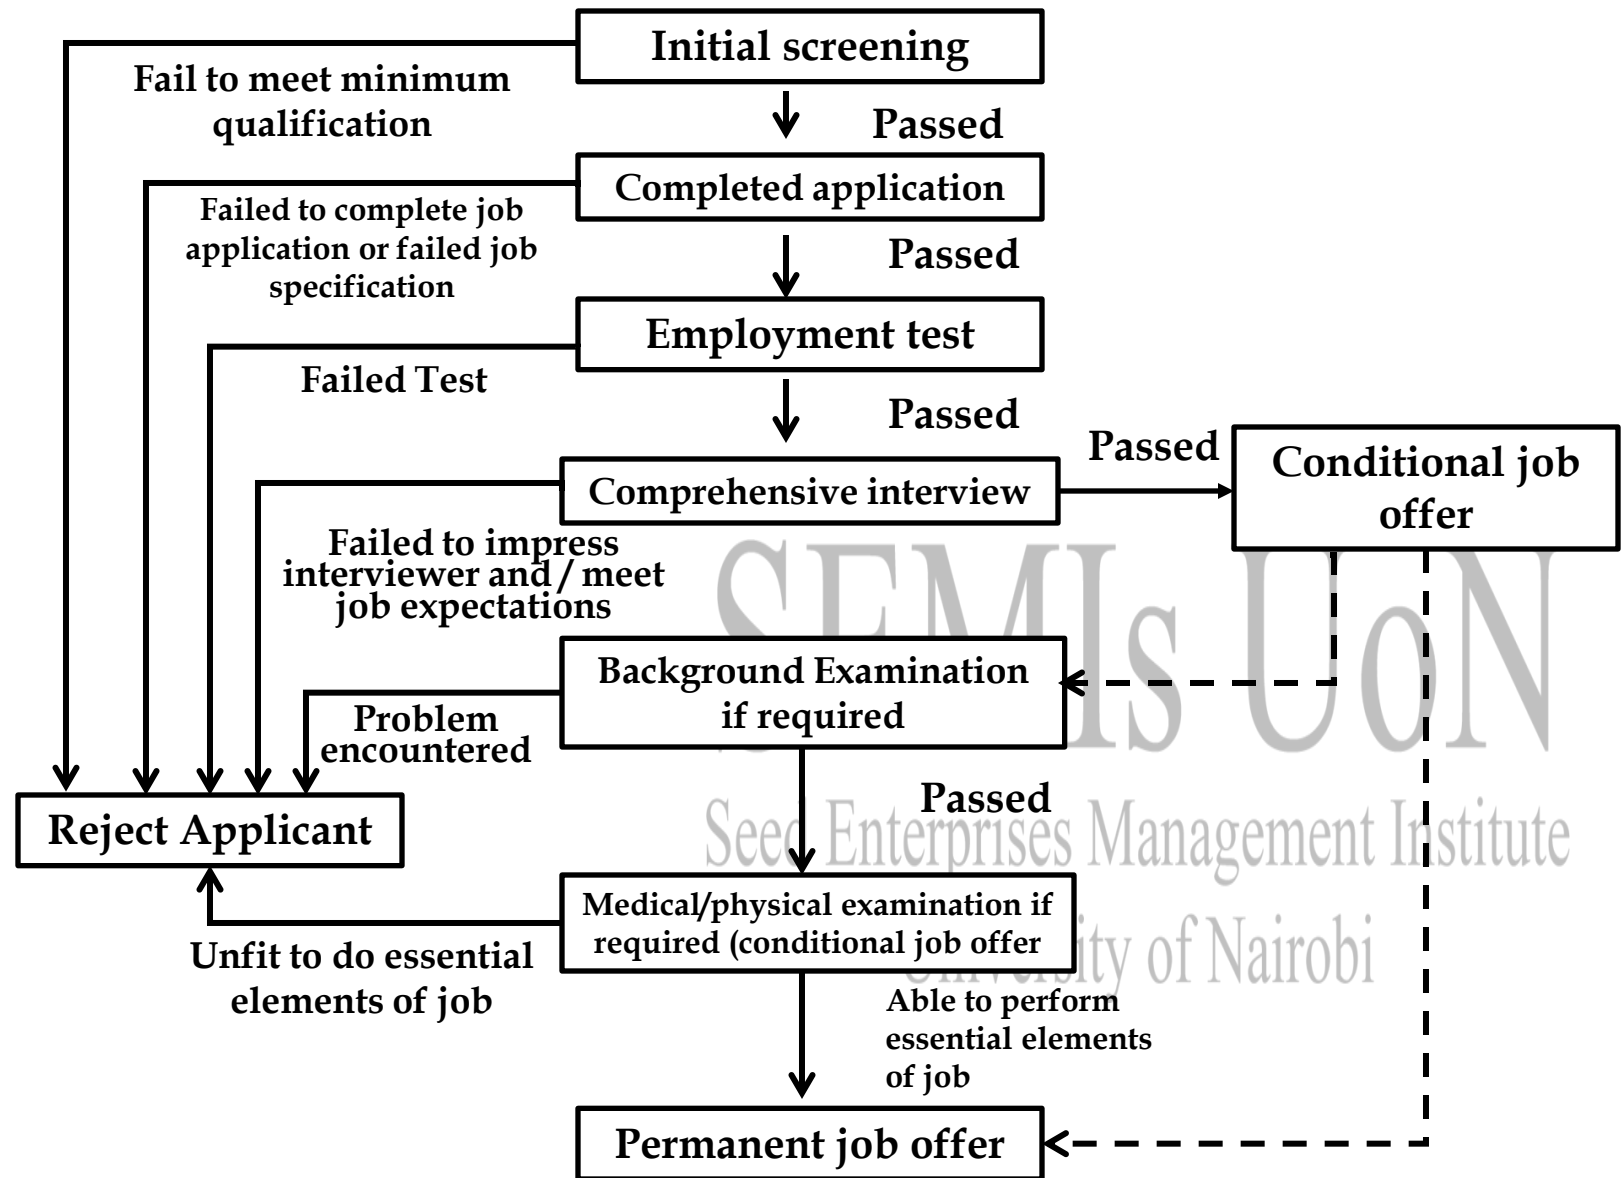 Initial screening
Fail to meet minimum
qualification
Passed
Completed application
Failed to complete job
application or failed job
specification
Passed
Employment test
Failed Test
Passed
Passed
Conditional job
offer
Comprehensive interview
Failed to impress
interviewer and / meet
job expectations
SEMIs UoN
Background Examination
if required
Problem
encountered
Passed
Seed Enterprises Management Institute
Reject Applicant
Medical/physical examination if
required (conditional job offer
of Nairobi
Unfit to do essential
elements of job
Able to perform
essential elements
of job
Permanent job offer